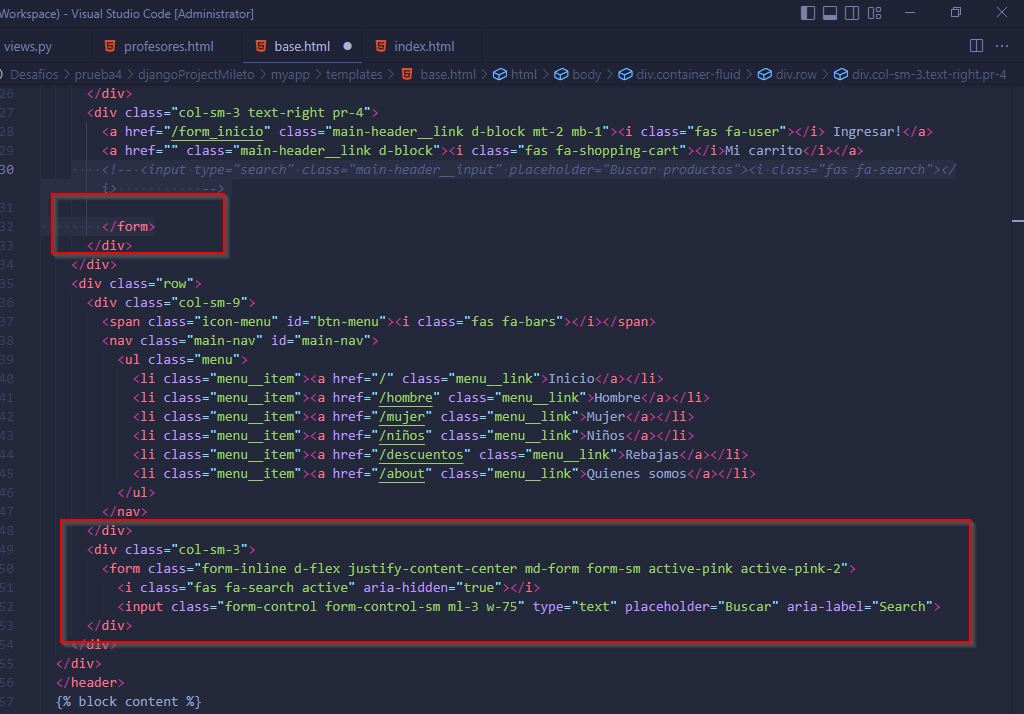 Workspace) - Visual Studio Code [Administrator]
views.py profesores.html base.html index.html
Desafios > prueba4 > djangoProjectMileto > myapp > templates > base.html > html > body > div.container-fluid > div.row > div.col-sm-3.text-right.pr-4
26 </div>
27 <div class="col-sm-3 text-right pr-4">
28 <a href="/form_inicio" class="main-header__link d-block mt-2 mb-1"><i class="fas fa-user"></i> Ingresar!</a>
29 <a href="" class="main-header__link d-block"><i class="fas fa-shopping-cart"></i>Mi carrito</i></a>
30 <!-- <input type="search" class="main-header__input" placeholder="Buscar productos"><i class="fas fa-search"></
i> -->
31
32 </form>
33 </div>
34 </div>
35 <div class="row">
36 <div class="col-sm-9">
37 <span class="icon-menu" id="btn-menu"><i class="fas fa-bars"></i></span>
38 <nav class="main-nav" id="main-nav">
39 <ul class="menu">
40 <li class="menu__item"><a href="/" class="menu__link">Inicio</a></li>
41 <li class="menu__item"><a href="/hombre" class="menu__link">Hombre</a></li>
42 <li class="menu__item"><a href="/mujer" class="menu__link">Mujer</a></li>
43 <li class="menu__item"><a href="/niños" class="menu__link">Niños</a></li>
44 <li class="menu__item"><a href="/descuentos" class="menu__link">Rebajas</a></li>
45 <li class="menu__item"><a href="/about" class="menu__link">Quienes somos</a></li>
46 </ul>
47 </nav>
48 </div>
49 <div class="col-sm-3">
50 <form class="form-inline d-flex justify-content-center md-form form-sm active-pink active-pink-2">
51 <i class="fas fa-search active" aria-hidden="true"></i>
52 <input class="form-control form-control-sm ml-3 w-75" type="text" placeholder="Buscar" aria-label="Search">
53 </div>
54 </div>
55 </div>
56 </header>
57 {% block content %}